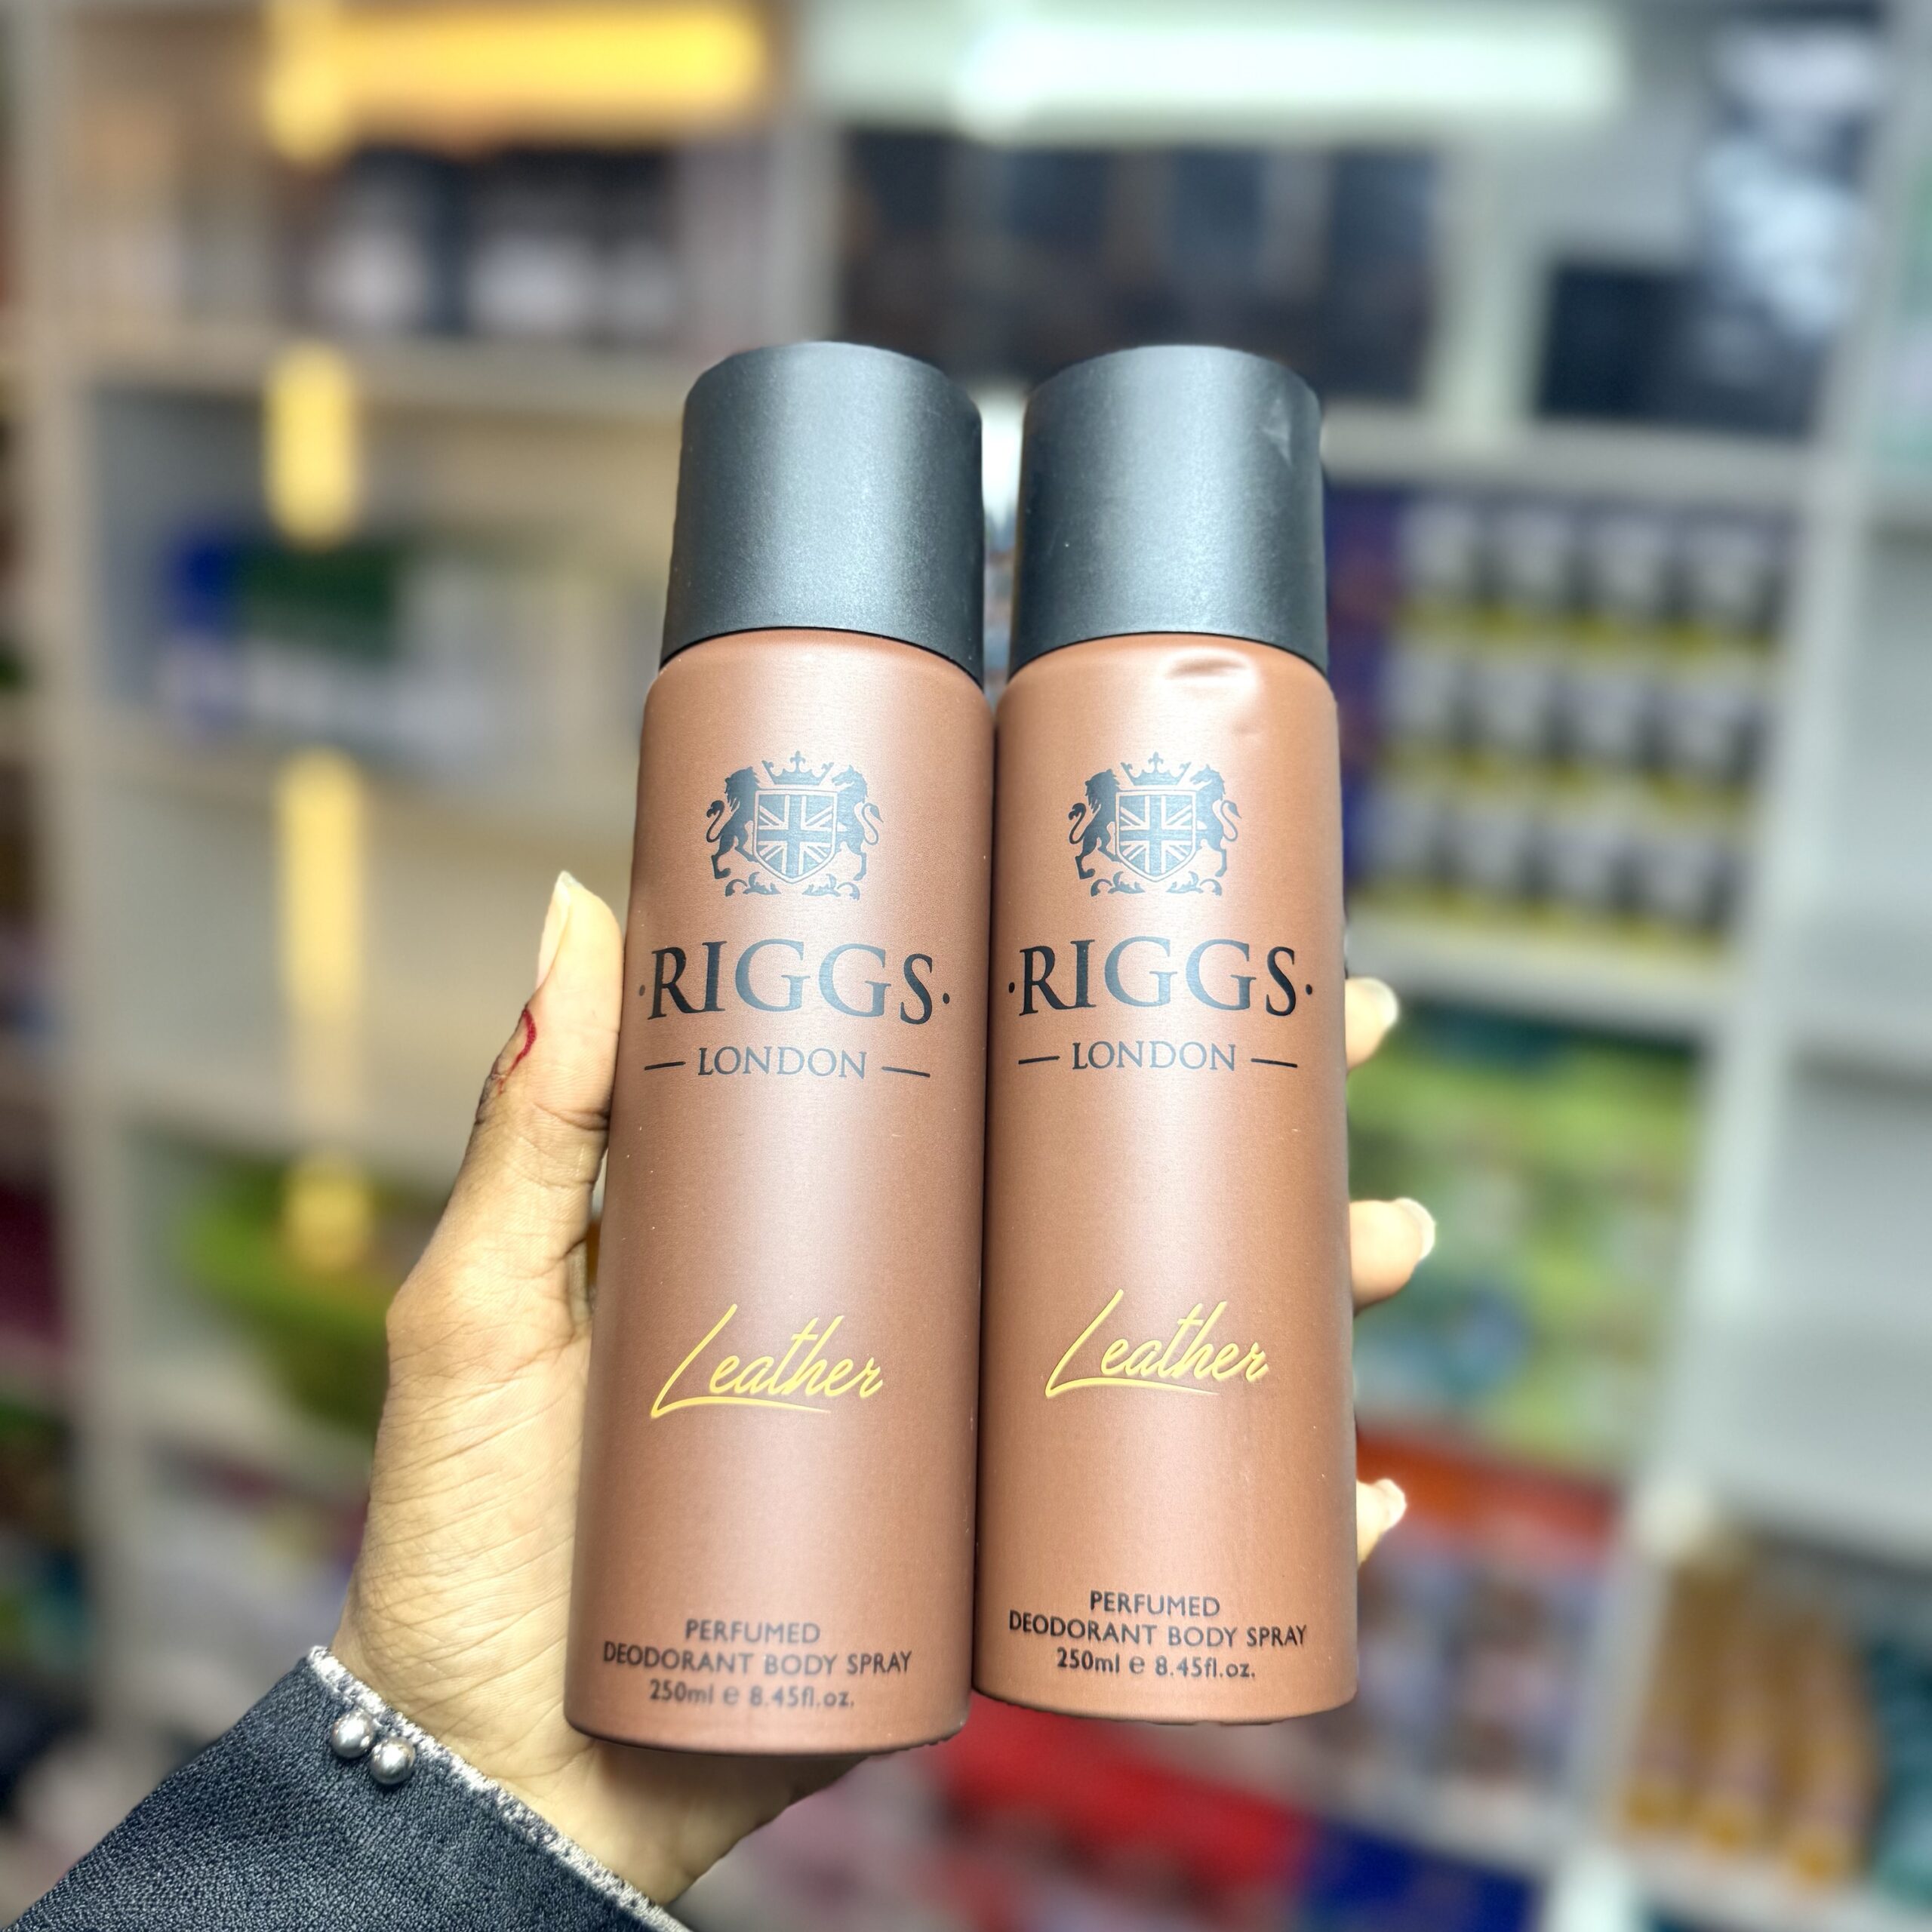 ·RIGGS·
LONDON
Leather
PERFUMED
DEODORANT BODY SPRAY
250ml e 8.45fl.oz.
·RIGGS·
LONDON
Leather
PERFUMED
DEODORANT BODY SPRAY
250ml e 8.45fl.oz.